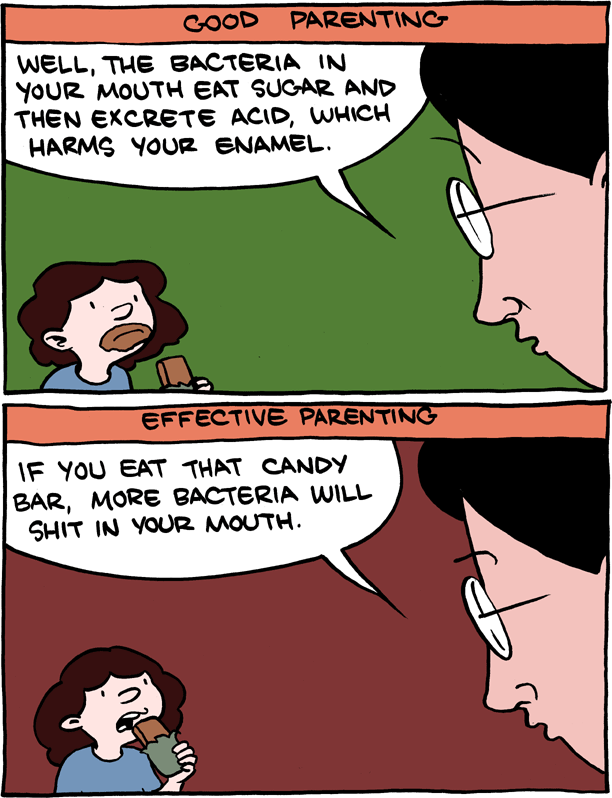 GOOD PARENTING
WELL, THE BACTERIA IN
YOUR MOUTH EAT SUGAR AND
THEN EXCRETE ACID, WHICH
HARMS YOUR ENAMEL.
EFFECTIVE PARENTING
IF YOU EAT THAT CANDY
BAR, MORE BACTERIA WILL
SHIT IN YOUR MOUTH.